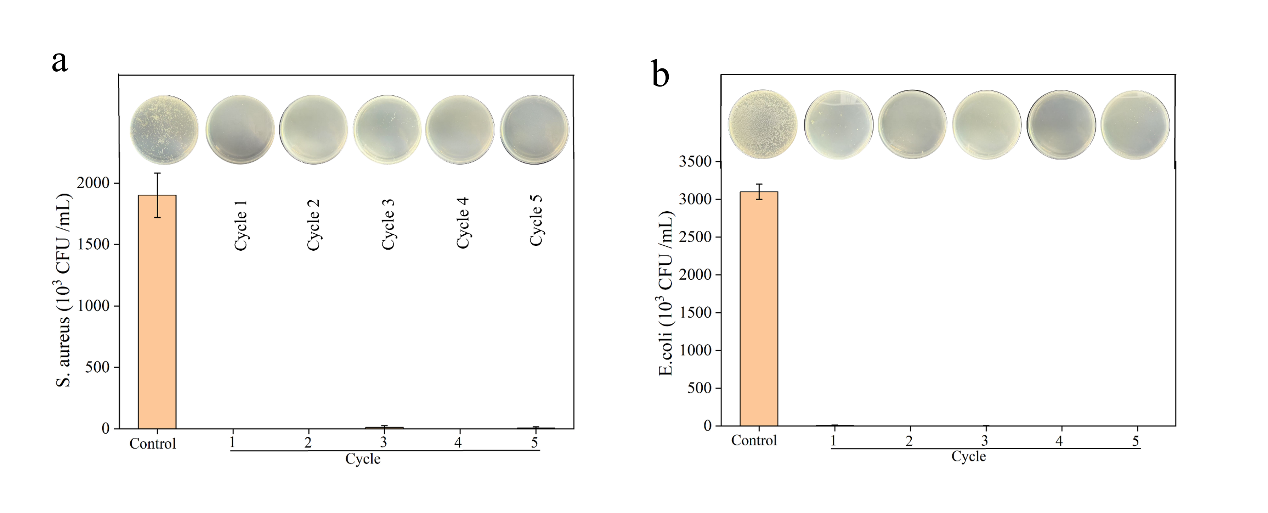 a
S. aureus (10³ CFU /mL)
2000
1500
1000
500
0
Cycle 1
Cycle 2
Cycle 3
Cycle 4
Cycle 5
Control 1 2 3 4 5
Cycle
b
E.coli (10³ CFU /mL)
3500
3000
2500
2000
1500
1000
500
0
Control 1 2 3 4 5
Cycle